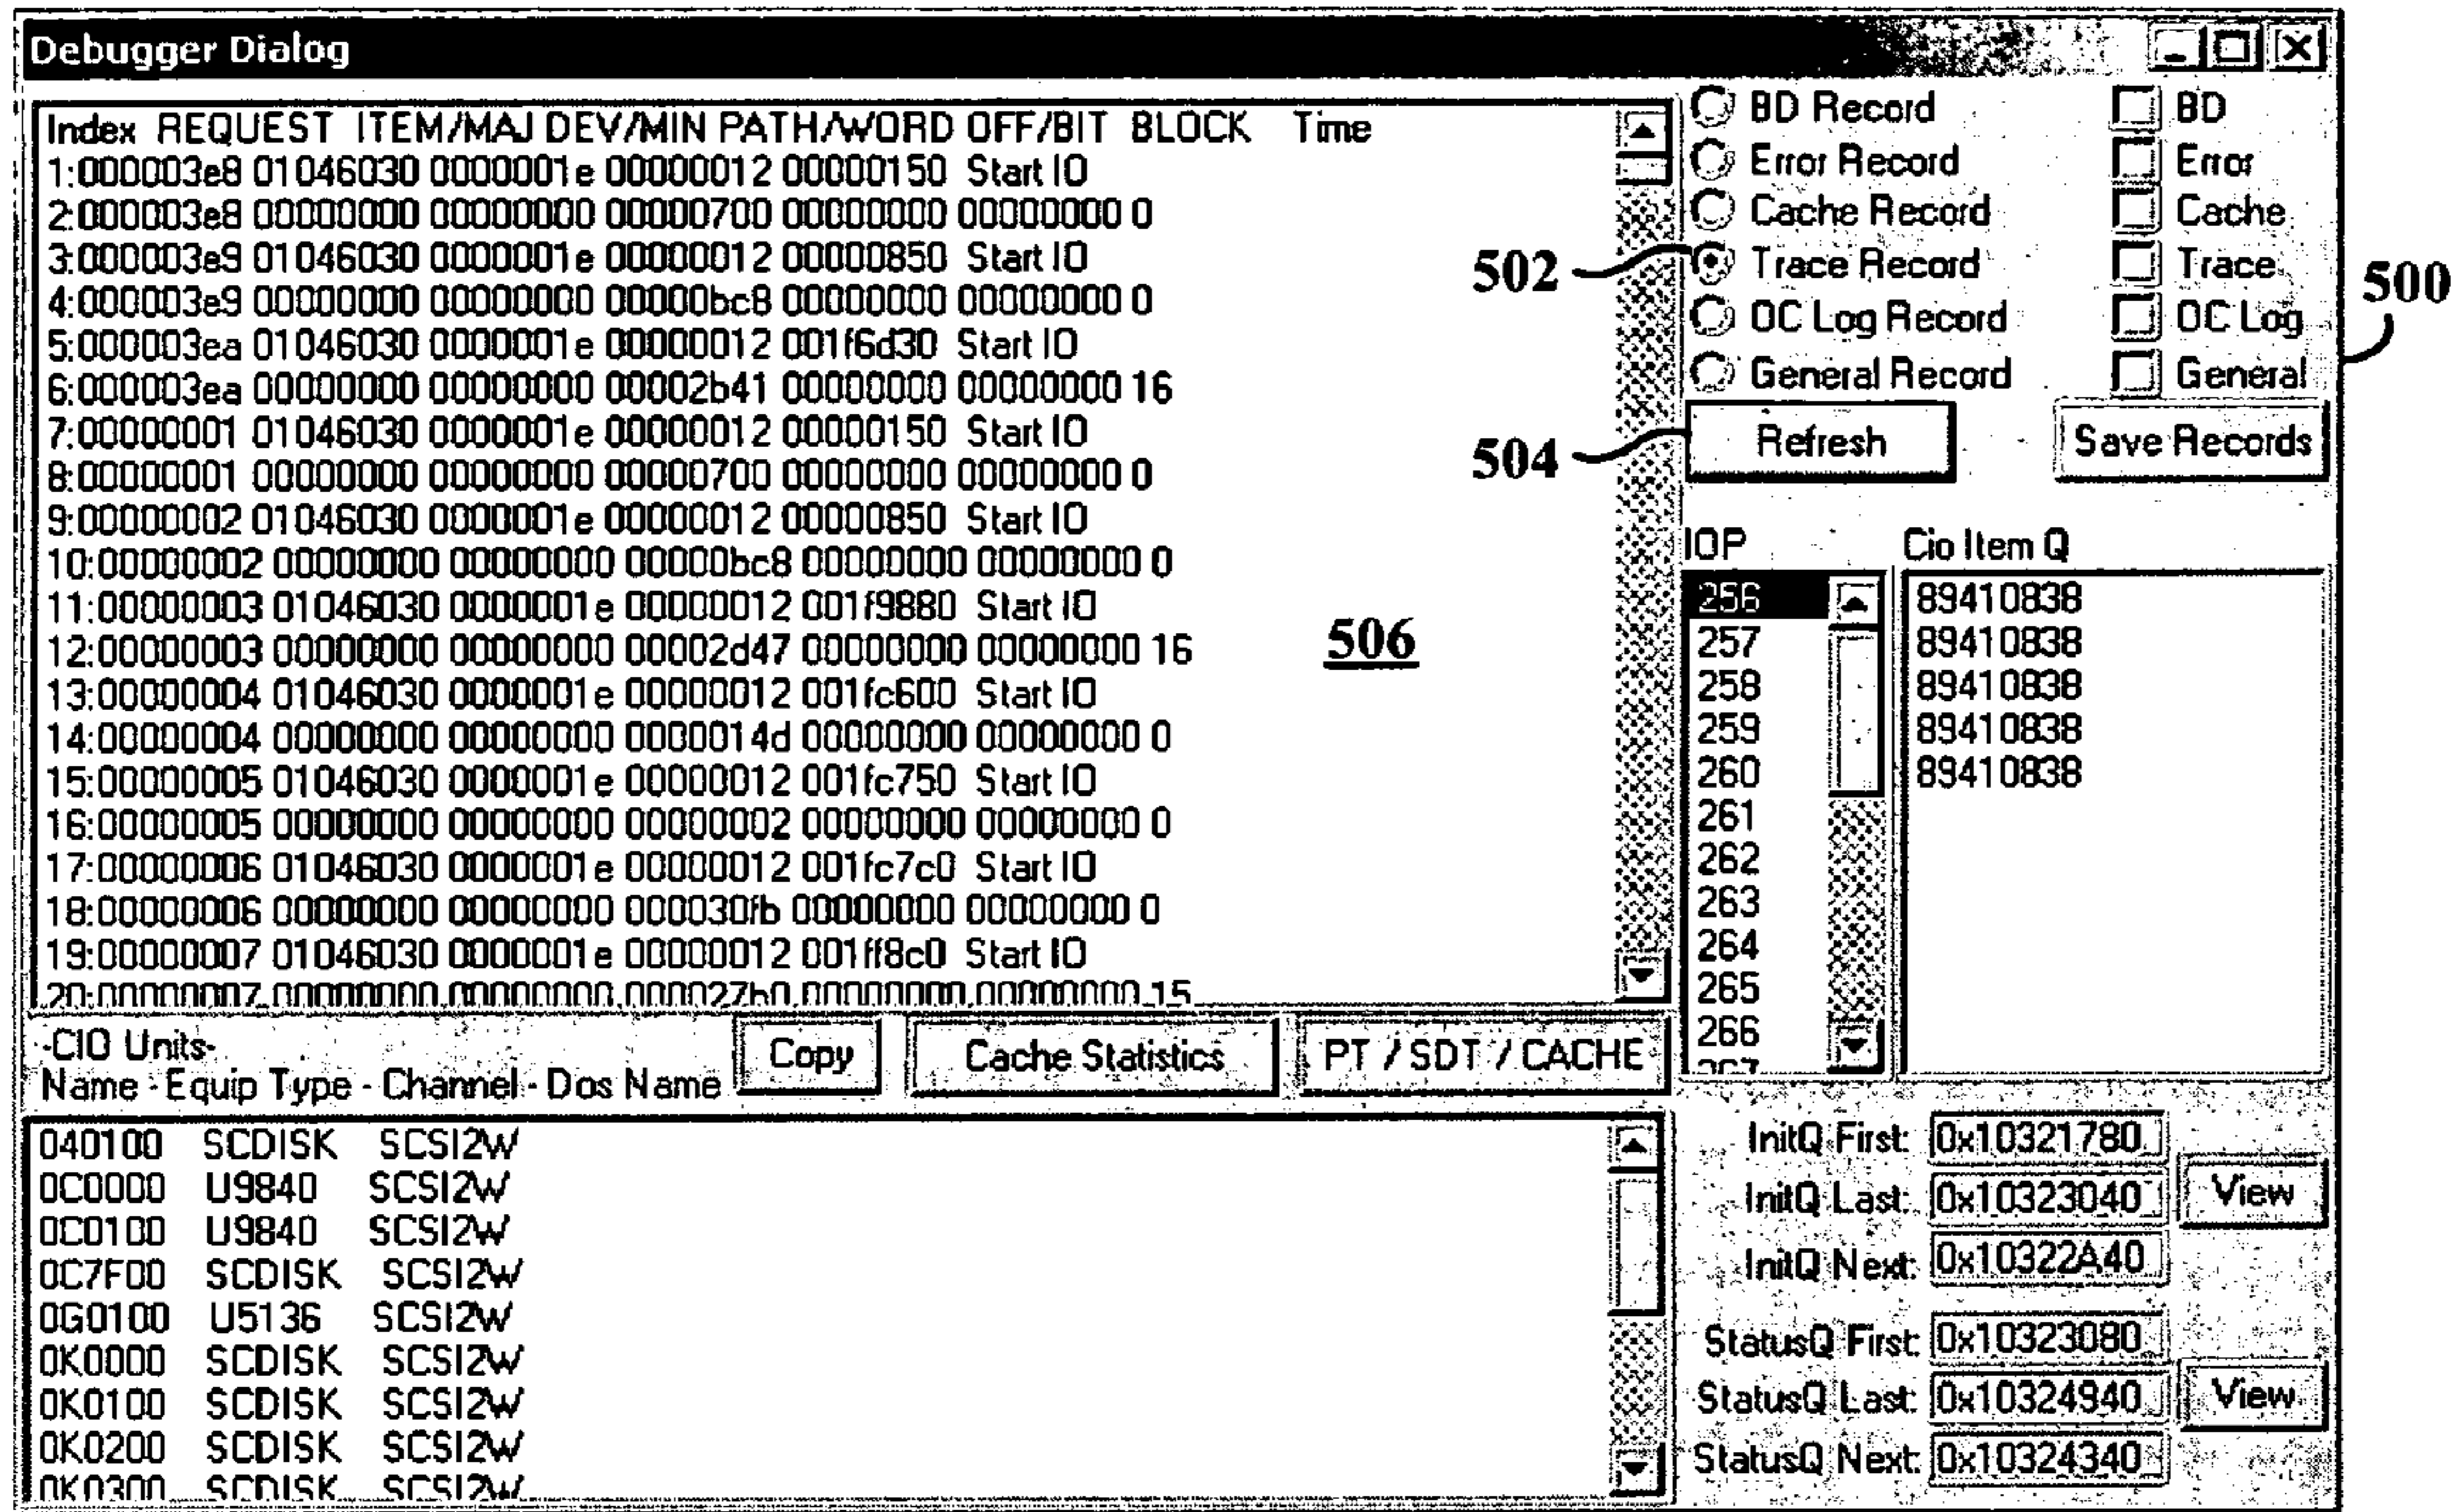 Debugger Dialog
Index REQUEST ITEM/MAJ DEV/MIN PATH/WORD OFF/BIT BLOCK Time
1:000003e8 01046030 0000001e 00000012 00000150 Start IO
2:000003e8 00000000 00000000 00000700 00000000 00000000 0
3:000003e9 01046030 0000001e 00000012 00000850 Start IO
4:000003e9 00000000 00000000 00000bc8 00000000 00000000 0
5:000003ea 01046030 0000001e 00000012 001f6d30 Start IO
6:000003ea 00000000 00000000 00002b41 00000000 00000000 16
7:00000001 01046030 0000001e 00000012 00000150 Start IO
8:00000001 00000000 00000000 00000700 00000000 00000000 0
9:00000002 01046030 0000001e 00000012 00000850 Start IO
10:00000002 00000000 00000000 00000bc8 00000000 00000000 0
11:00000003 01046030 0000001e 00000012 001f9880 Start IO
12:00000003 00000000 00000000 00002d47 00000000 00000000 16
13:00000004 01046030 0000001e 00000012 001fc600 Start IO
14:00000004 00000000 00000000 0000014d 00000000 00000000 0
15:00000005 01046030 0000001e 00000012 001fc750 Start IO
16:00000005 00000000 00000000 00000002 00000000 00000000 0
17:00000006 01046030 0000001e 00000012 001fc7c0 Start IO
18:00000006 00000000 00000000 000030fb 00000000 00000000 0
19:00000007 01046030 0000001e 00000012 001ff8c0 Start IO
20:00000007 00000000 00000000 000027b0 00000000 00000000 15
506
BD Record BD
Error Record Error
Cache Record Cache
502 Trace Record Trace
500
OC Log Record OC Log
General Record General
504 Refresh Save Records
IOP Cio Item Q
256 89410838
257 89410838
258 89410838
259 89410838
260 89410838
261
262
263
264
265
266
267
-CIO Units-
Name - Equip Type - Channel - Dos Name
Copy Cache Statistics PT / SDT / CACHE
040100 SCDISK SCSI2W
0C0000 U9840 SCSI2W
0C0100 U9840 SCSI2W
0C7F00 SCDISK SCSI2W
0G0100 U5136 SCSI2W
0K0000 SCDISK SCSI2W
0K0100 SCDISK SCSI2W
0K0200 SCDISK SCSI2W
0K0300 SCDISK SCSI2W
InitQ First: 0x10321780
InitQ Last: 0x10323040 View
InitQ Next: 0x10322A40
StatusQ First: 0x10323080
StatusQ Last: 0x10324940 View
StatusQ Next: 0x10324340